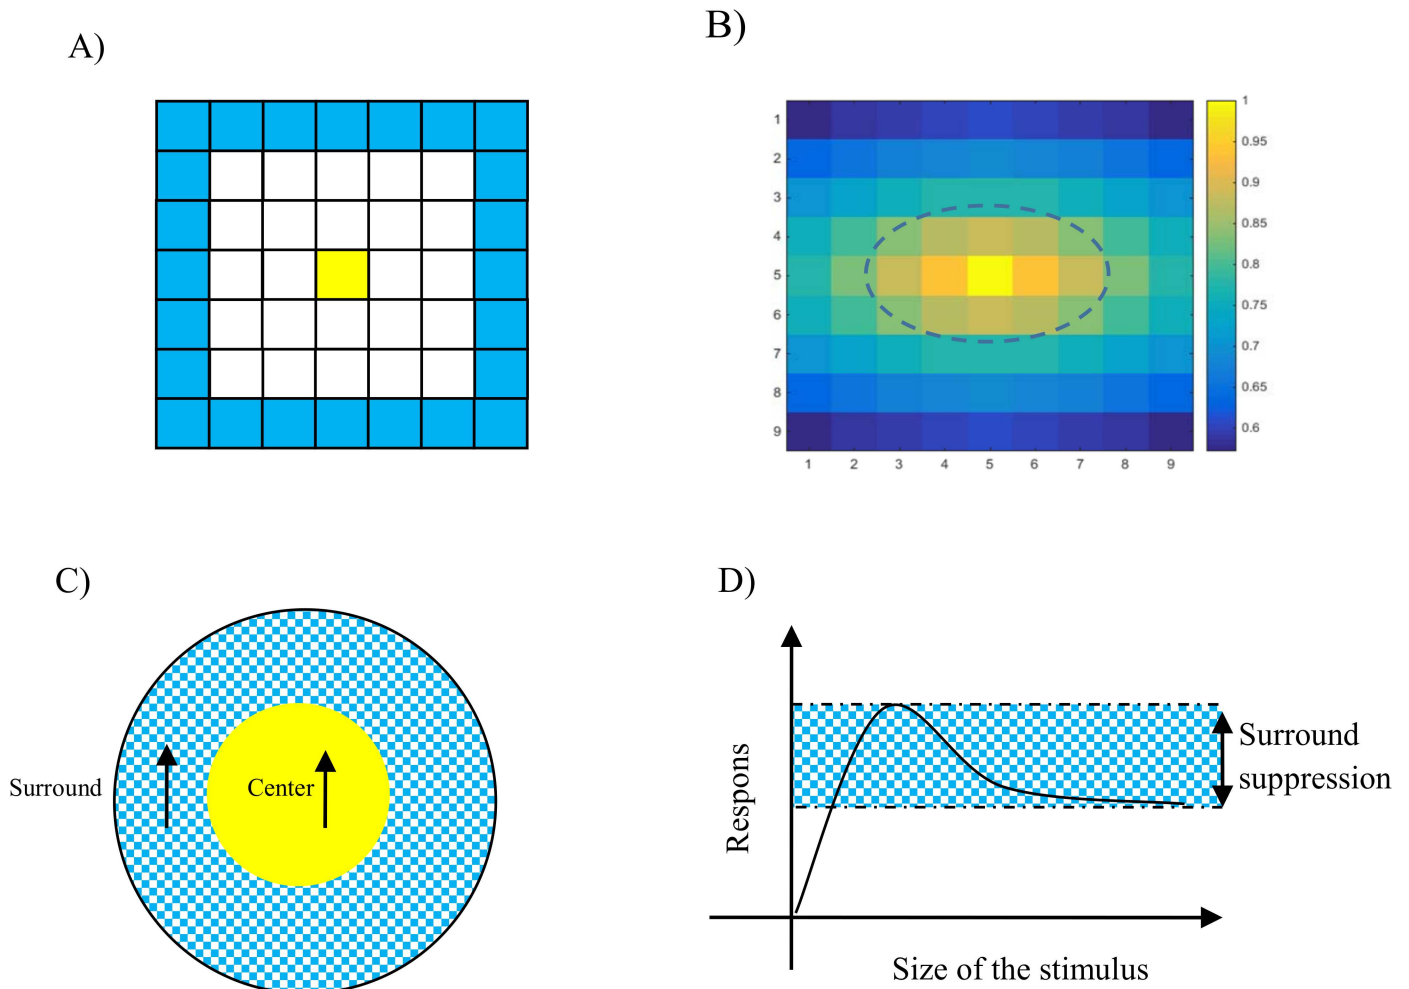 A)
B)
1
2
3
4
5
6
7
8
9
1 2 3 4 5 6 7 8 9
1
0.95
0.9
0.85
0.8
0.75
0.7
0.65
0.6
C)
Surround
Center
D)
Respons
Surround
suppression
Size of the stimulus